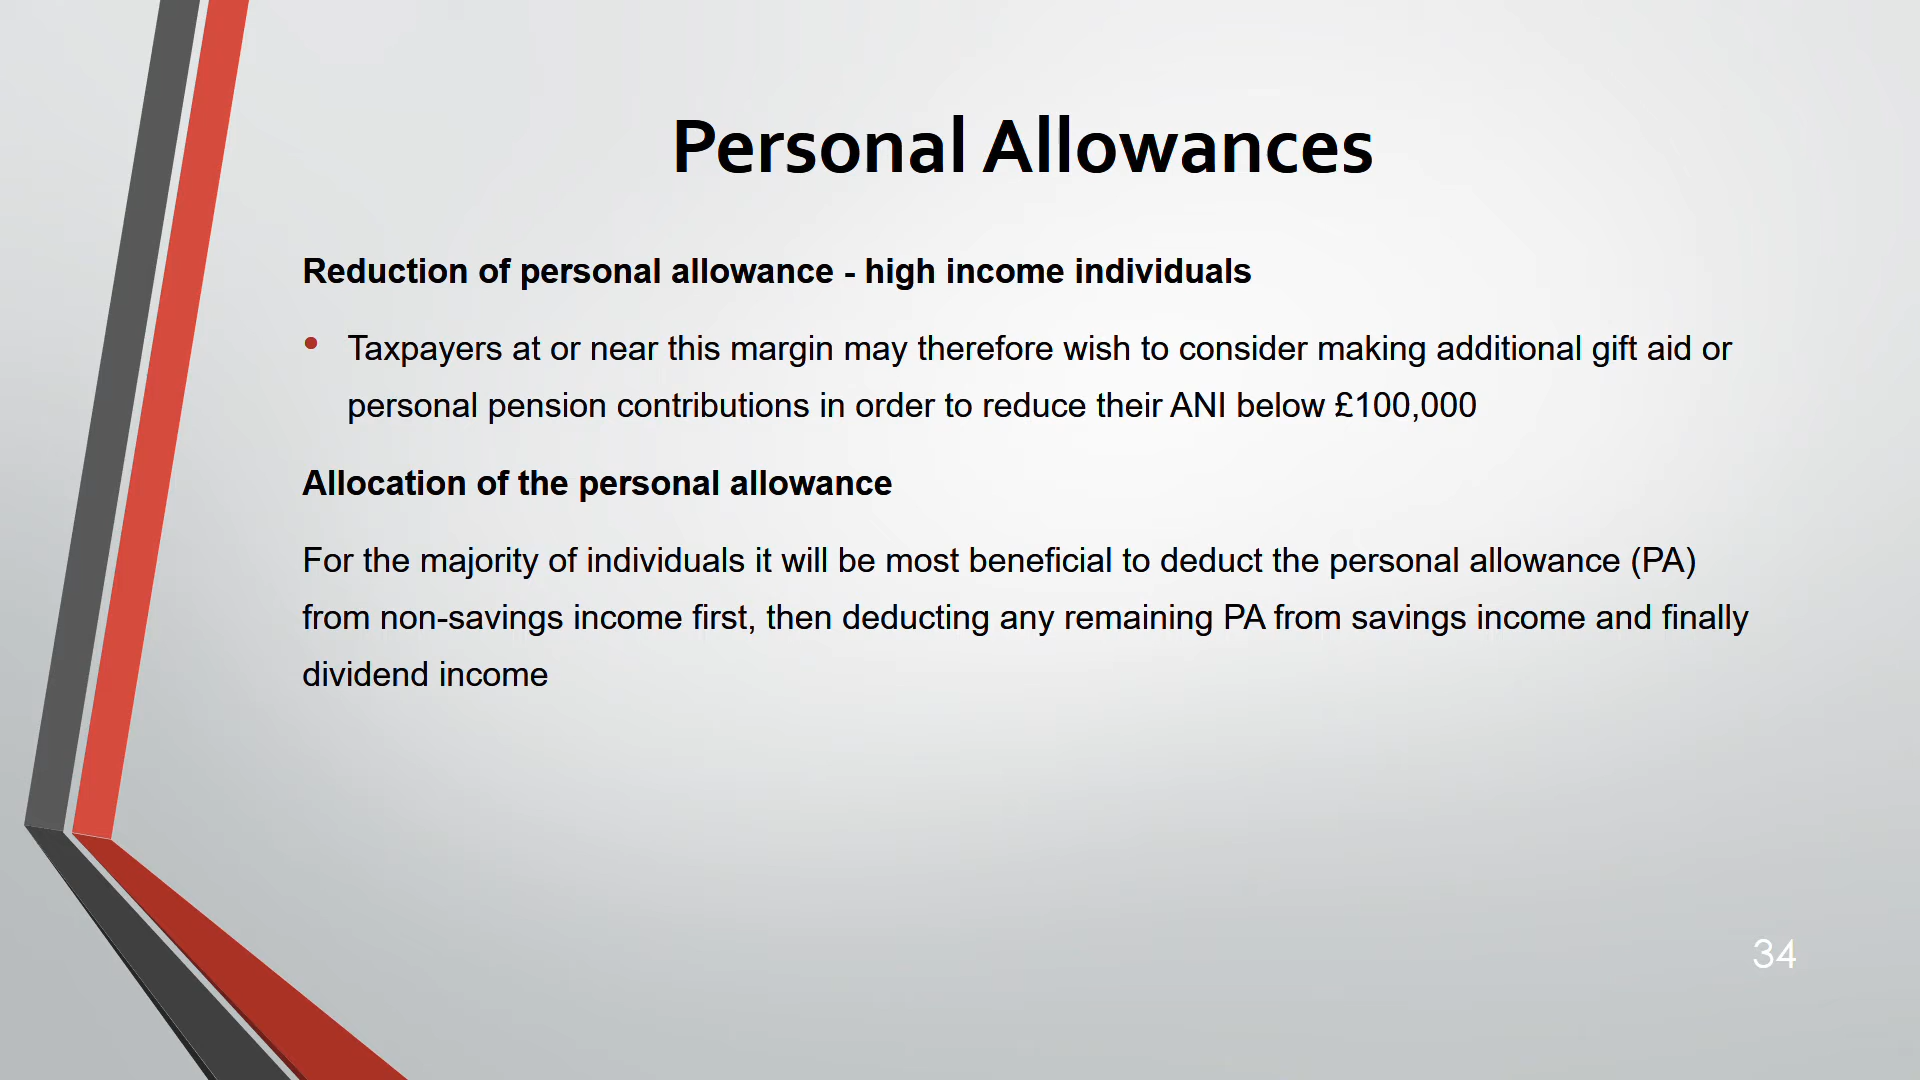 Personal Allowances
Reduction of personal allowance - high income individuals
• Taxpayers at or near this margin may therefore wish to consider making additional gift aid or
personal pension contributions in order to reduce their ANI below £100,000
Allocation of the personal allowance
For the majority of individuals it will be most beneficial to deduct the personal allowance (PA)
from non-savings income first, then deducting any remaining PA from savings income and finally
dividend income
34